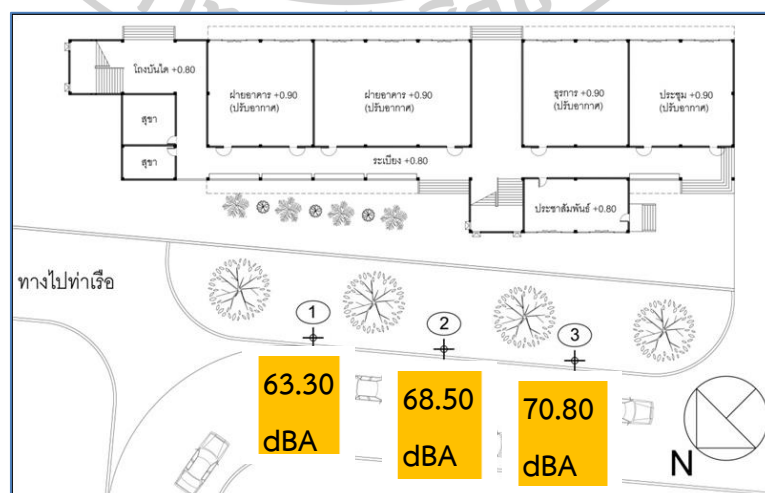 โถงบันได +0.80
ฝ่ายอาคาร +0.90
(ปรับอากาศ)
ฝ่ายอาคาร +0.90
(ปรับอากาศ)
ธุรการ +0.90
(ปรับอากาศ)
ประชุม +0.90
(ปรับอากาศ)
สุขา
สุขา
ระเบียง +0.80
ประชาสัมพันธ์ +0.80
ทางไปท่าเรือ
1
2
3
63.30
dBA
68.50
dBA
70.80
dBA
N